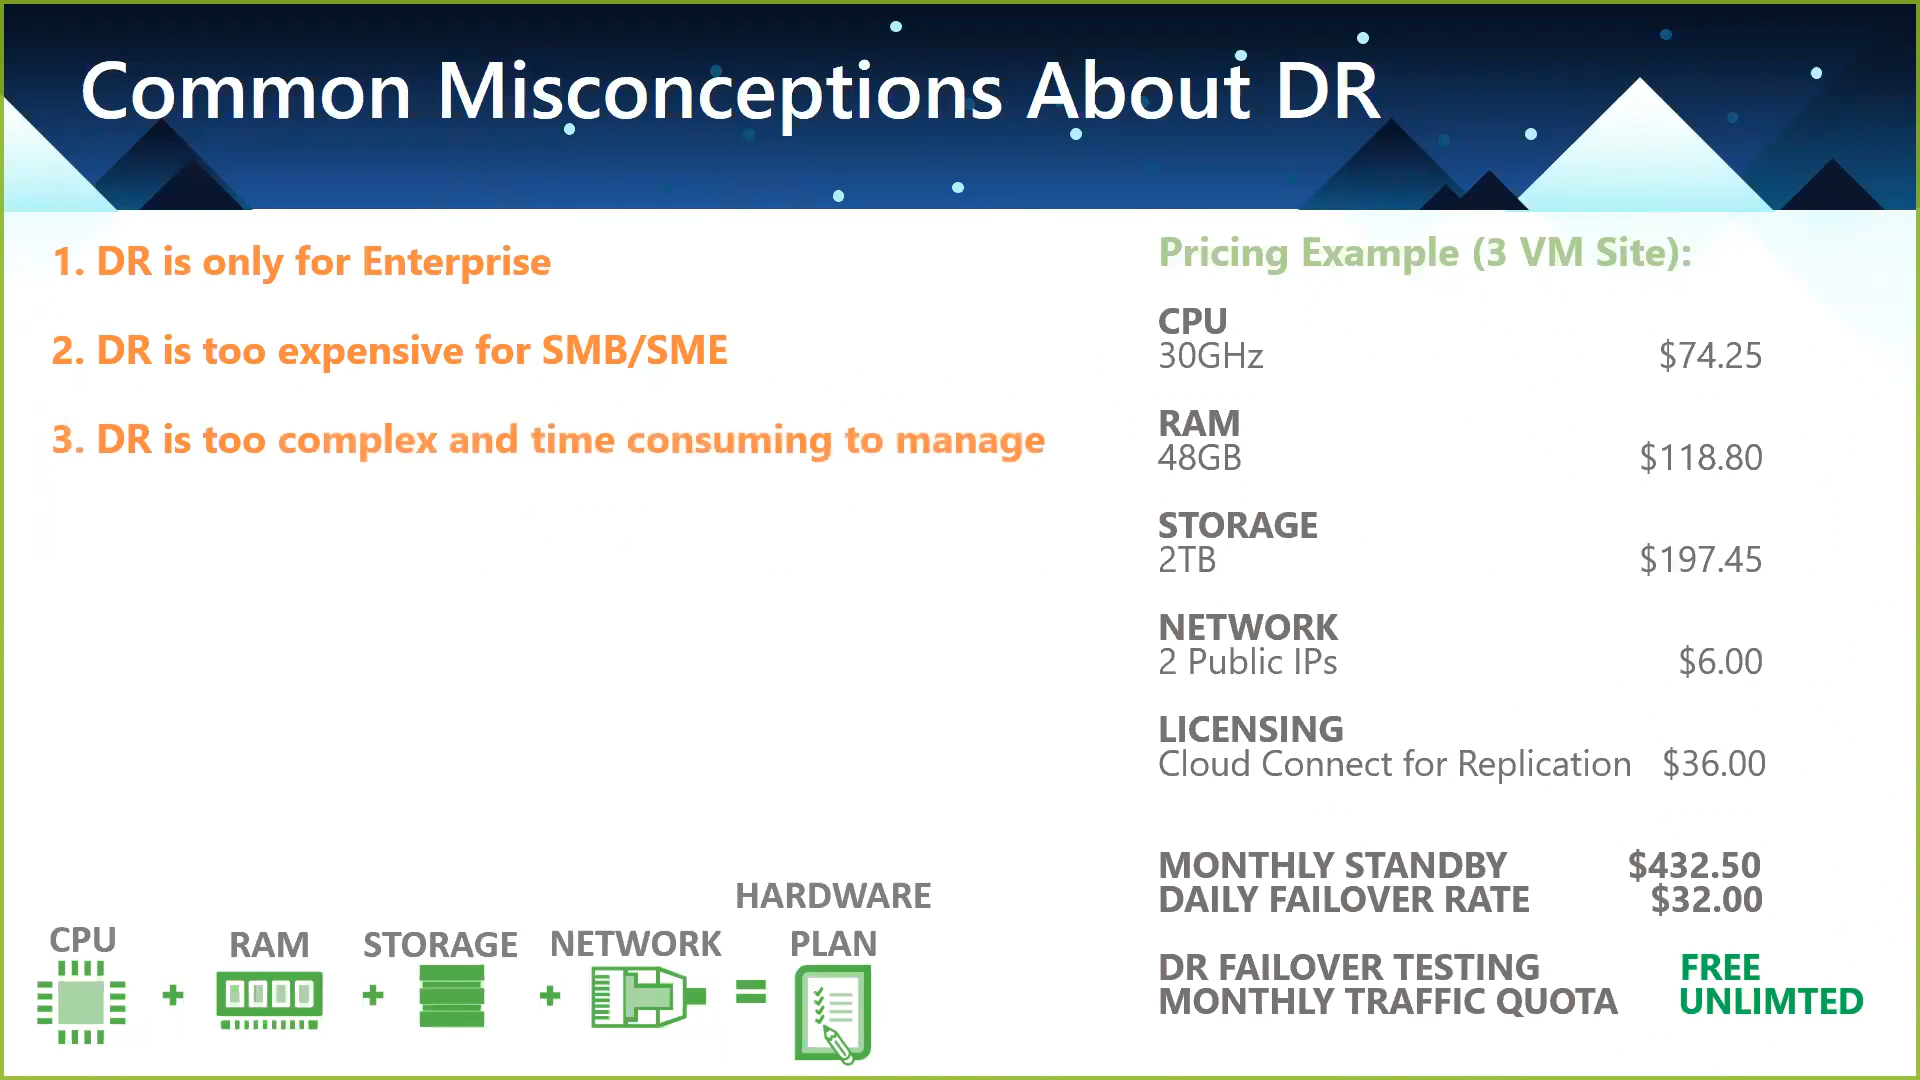 Common Misconceptions About DR
1. DR is only for Enterprise
2. DR is too expensive for SMB/SME
3. DR is too complex and time consuming to manage
Pricing Example (3 VM Site):
CPU
30GHz $74.25
RAM
48GB $118.80
STORAGE
2TB $197.45
NETWORK
2 Public IPs $6.00
LICENSING
Cloud Connect for Replication $36.00
MONTHLY STANDBY $432.50
DAILY FAILOVER RATE $32.00
DR FAILOVER TESTING FREE
MONTHLY TRAFFIC QUOTA UNLIMTED
CPU + RAM + STORAGE + NETWORK = HARDWARE
PLAN